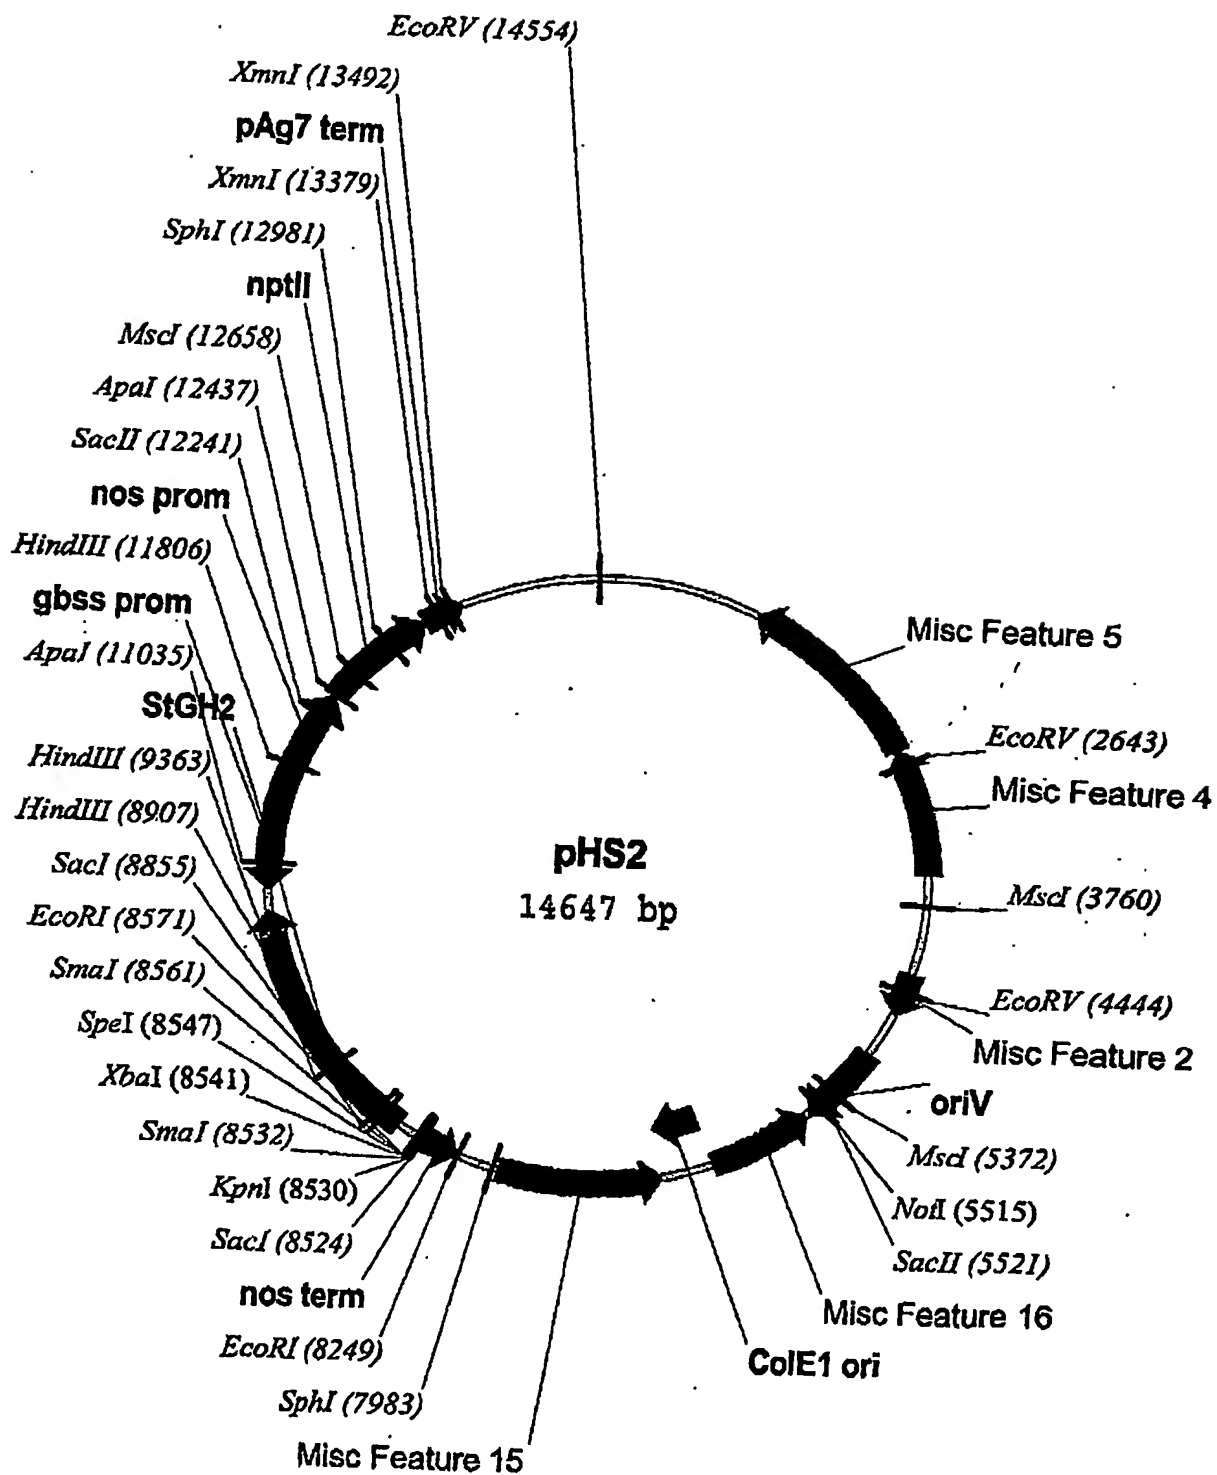 EcoRV (14554)
XmnI (13492)
pAg7 term
XmnI (13379)
SphI (12981)
nptII
MscI (12658)
ApaI (12437)
SacII (12241)
nos prom
HindIII (11806)
gbss prom
ApaI (11035)
StGH2
HindIII (9363)
HindIII (8907)
SacI (8855)
EcoRI (8571)
SmaI (8561)
SpeI (8547)
XbaI (8541)
SmaI (8532)
KpnI (8530)
SacI (8524)
nos term
EcoRI (8249)
SphI (7983)
Misc Feature 15
pHS2
14647 bp
Misc Feature 5
EcoRV (2643)
Misc Feature 4
MscI (3760)
EcoRV (4444)
Misc Feature 2
oriV
MscI (5372)
NotI (5515)
SacII (5521)
Misc Feature 16
ColE1 ori